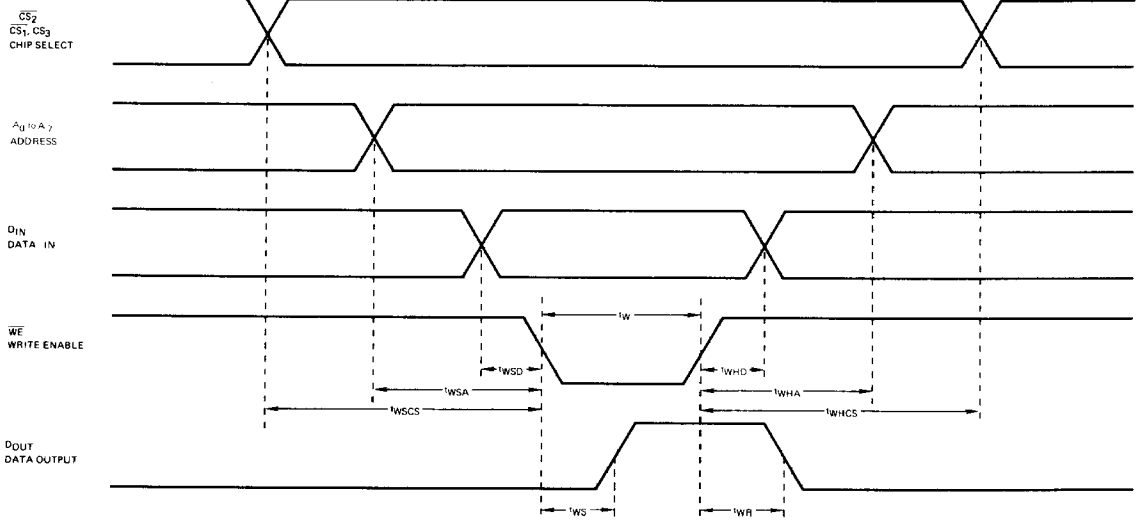 CS2
CS1, CS3
CHIP SELECT
A0 to A7
ADDRESS
DIN
DATA IN
WE
WRITE ENABLE
tW
tWSD
tWHD
tWSA
tWHA
tWSCS
tWHCS
DOUT
DATA OUTPUT
tWS
tWR